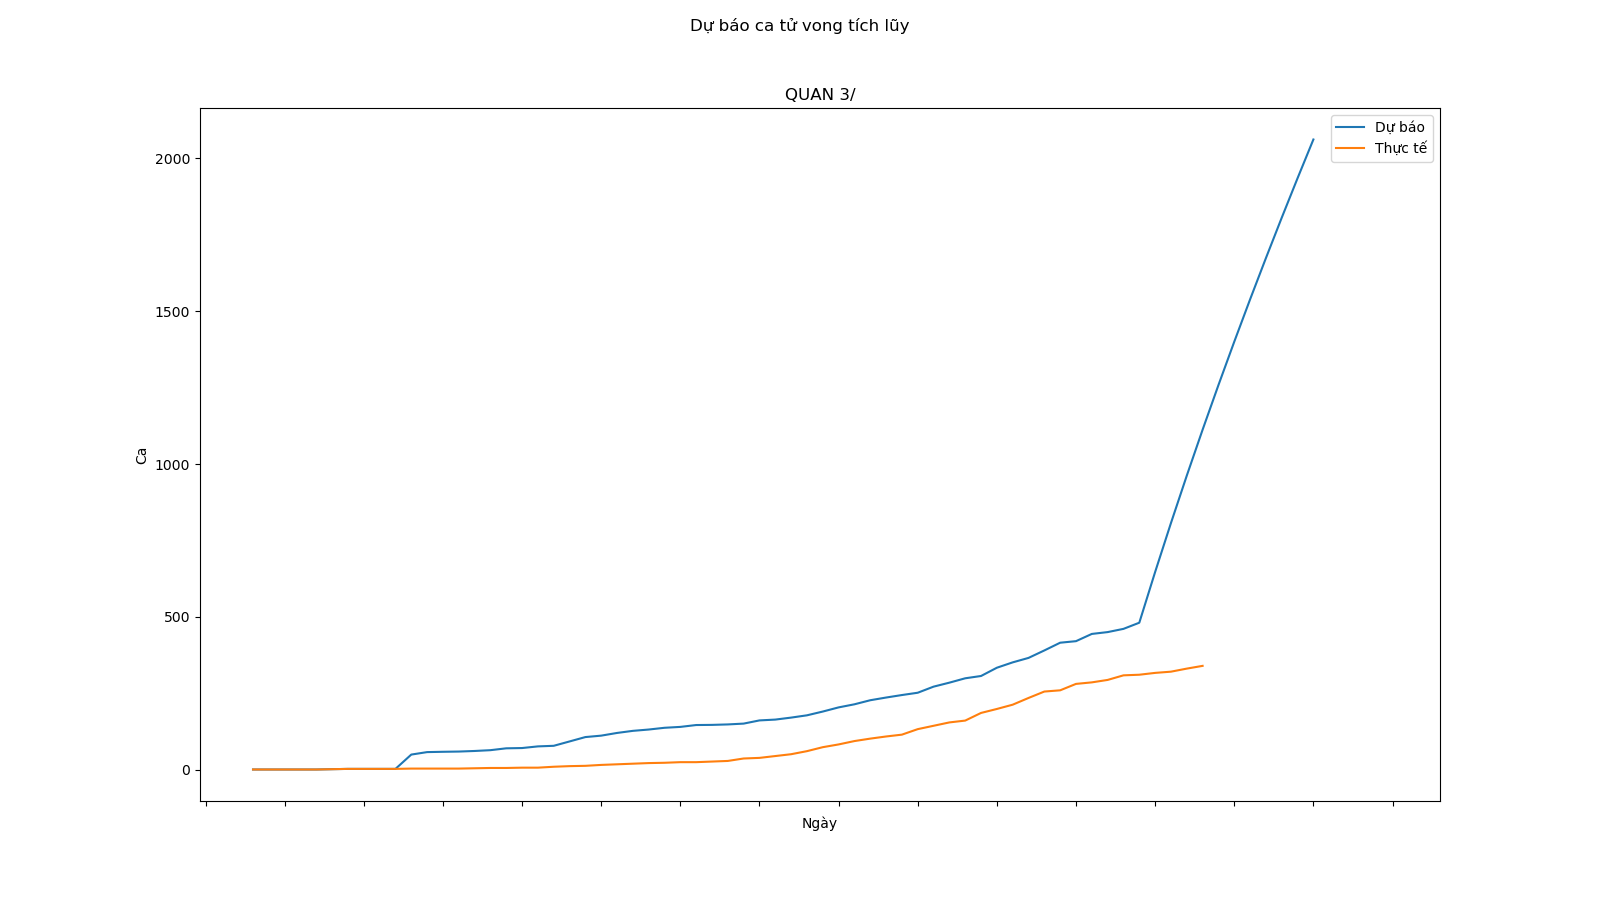 Dự báo ca tử vong tích lũy
QUAN 3/
Dự báo
Thực tế
2000
1500
1000
500
0
Ca
Ngày